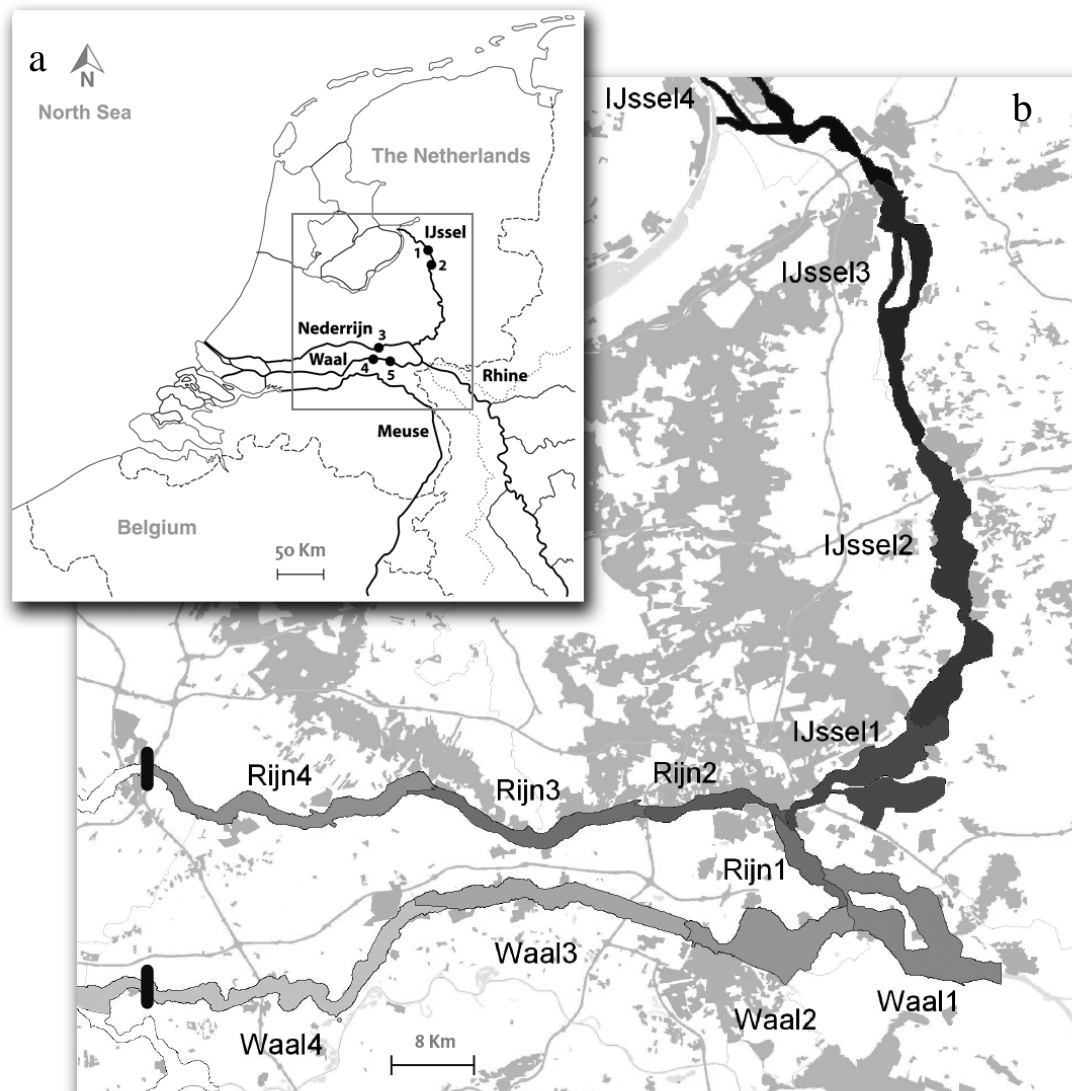 a
N
North Sea
The Netherlands
IJssel
1
2
Nederrijn
3
Waal
4
5
Rhine
Meuse
Belgium
50 Km
b
IJssel4
IJssel3
IJssel2
IJssel1
Rijn4
Rijn3
Rijn2
Rijn1
Waal3
Waal1
Waal2
Waal4
8 Km